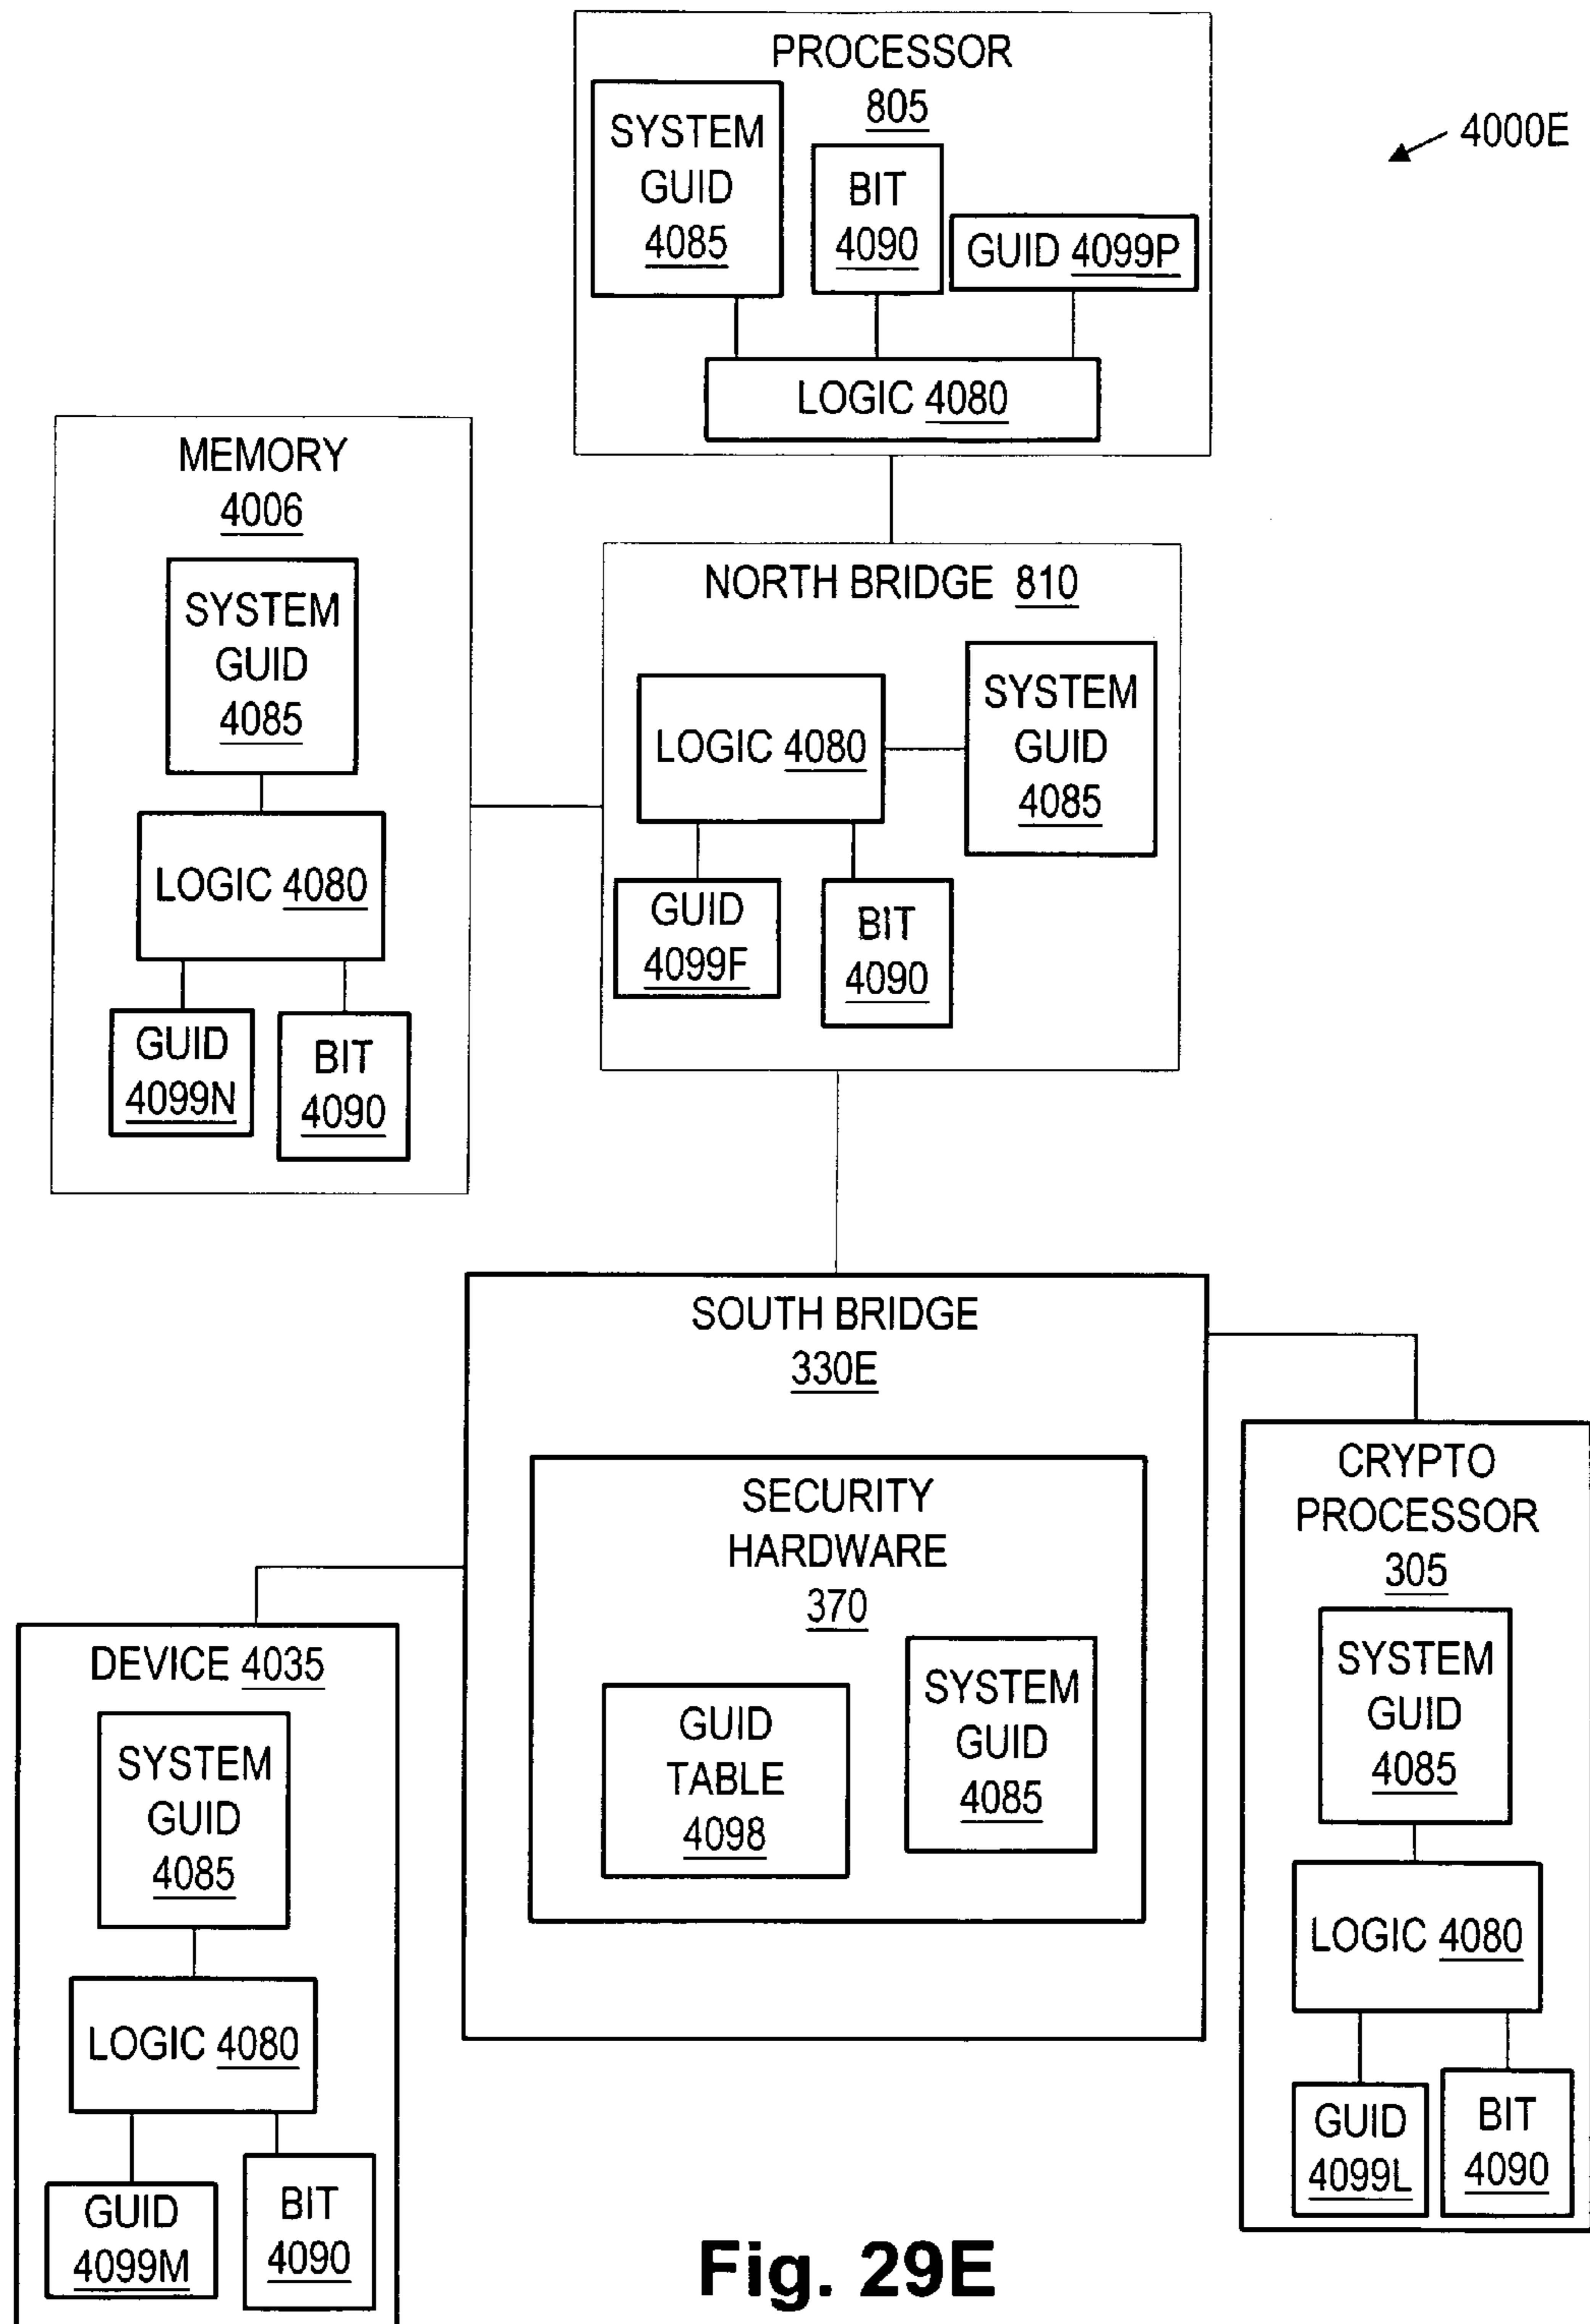 PROCESSOR
805
SYSTEM
GUID
4085
BIT
4090
GUID 4099P
LOGIC 4080
4000E
MEMORY
4006
SYSTEM
GUID
4085
LOGIC 4080
GUID
4099N
BIT
4090
NORTH BRIDGE 810
LOGIC 4080
SYSTEM
GUID
4085
GUID
4099F
BIT
4090
SOUTH BRIDGE
330E
SECURITY
HARDWARE
370
GUID
TABLE
4098
SYSTEM
GUID
4085
CRYPTO
PROCESSOR
305
SYSTEM
GUID
4085
LOGIC 4080
GUID
4099L
BIT
4090
DEVICE 4035
SYSTEM
GUID
4085
LOGIC 4080
GUID
4099M
BIT
4090
Fig. 29E